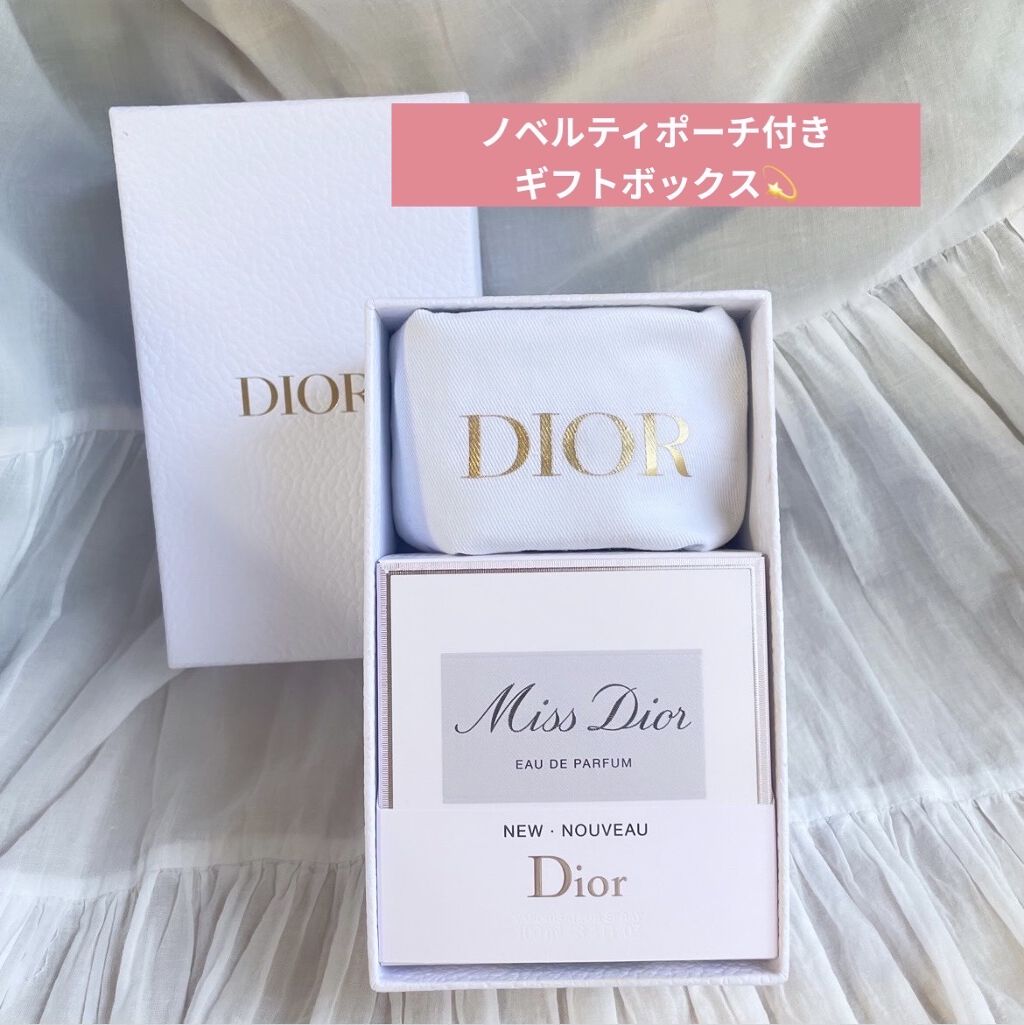 ノベルティポーチ付き
ギフトボックス💫
DIOR
DIOR
Miss Dior
EAU DE PARFUM
NEW · NOUVEAU
Dior